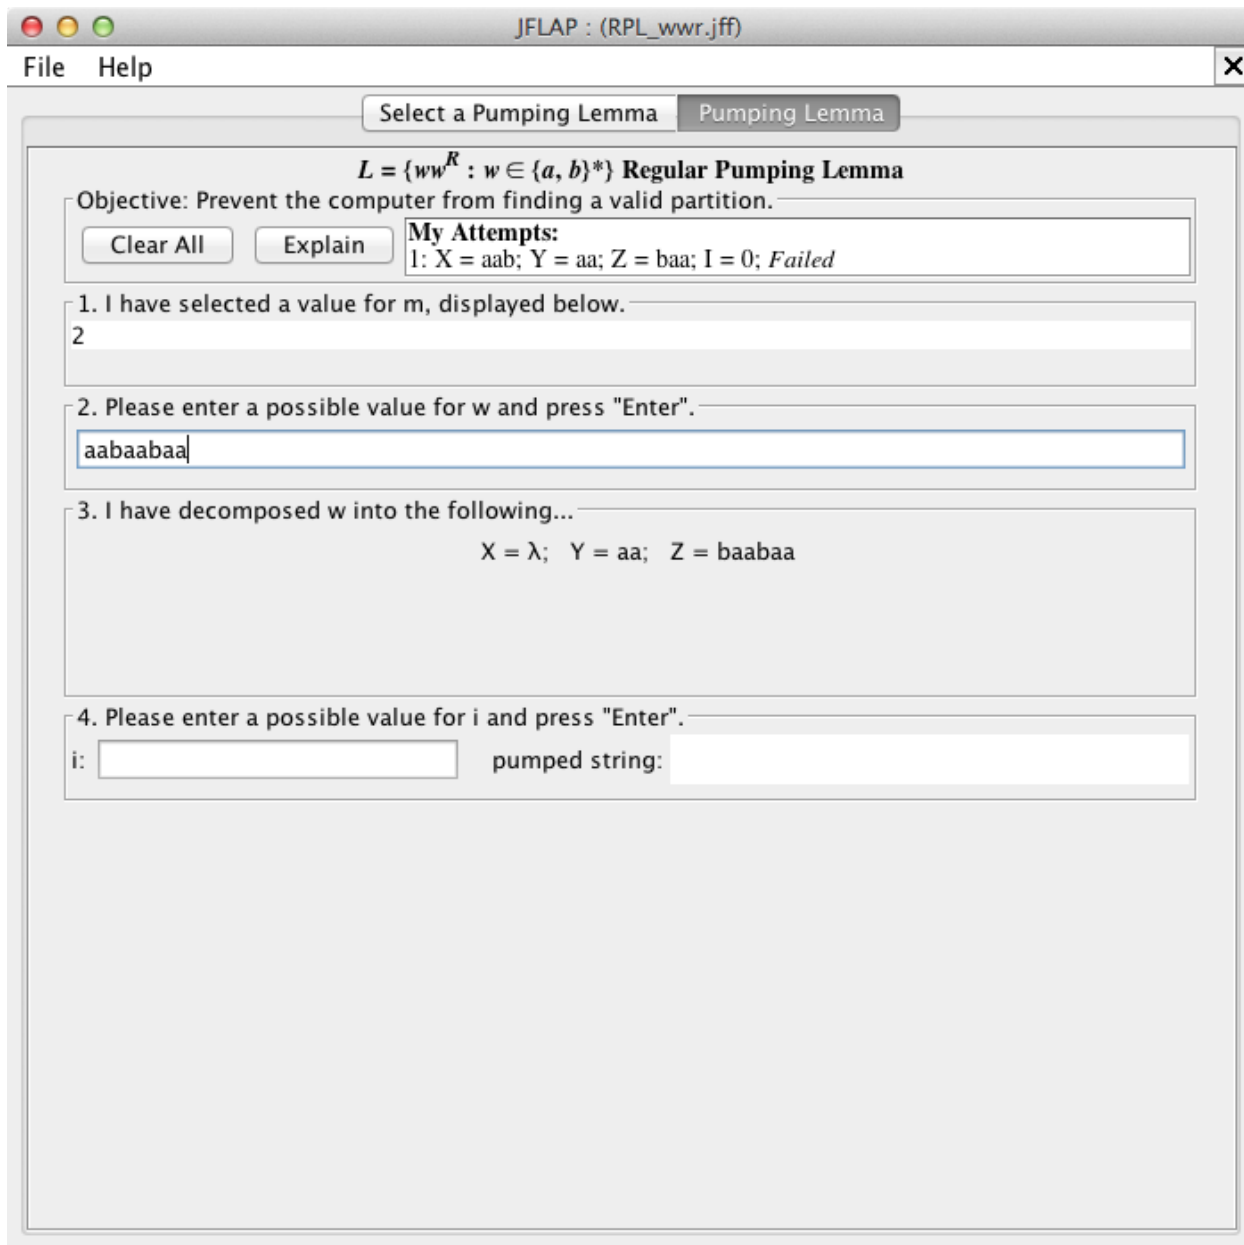 JFLAP : (RPL_wwr.jff)
File Help
Select a Pumping Lemma Pumping Lemma
L = {ww^R : w ∈ {a, b}*} Regular Pumping Lemma
Objective: Prevent the computer from finding a valid partition.
Clear All Explain
My Attempts:
1: X = aab; Y = aa; Z = baa; I = 0; Failed
1. I have selected a value for m, displayed below.
2
2. Please enter a possible value for w and press "Enter".
aabaabaa
3. I have decomposed w into the following...
X = λ; Y = aa; Z = baabaa
4. Please enter a possible value for i and press "Enter".
i: pumped string: